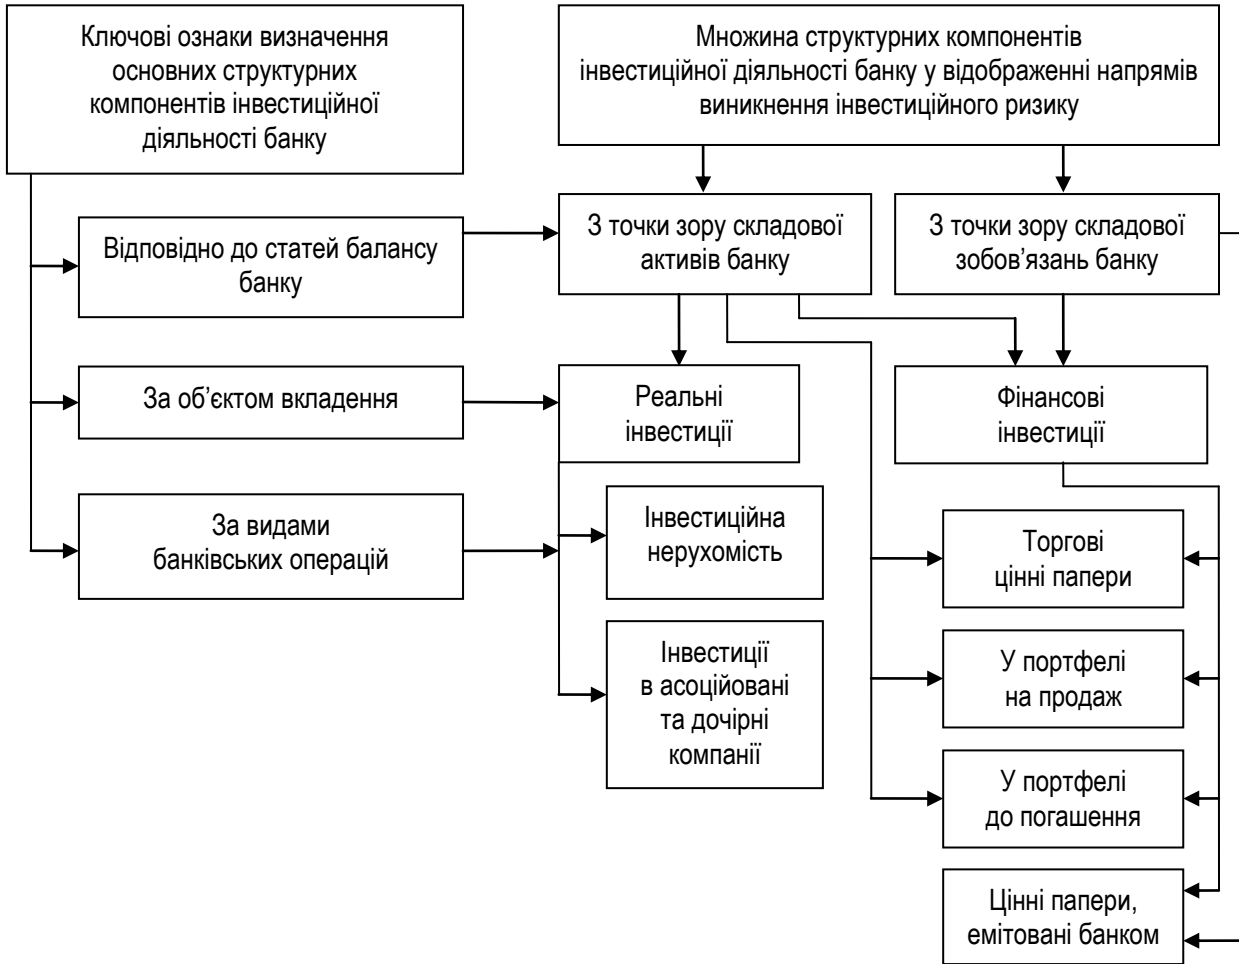 Ключові ознаки визначення
основних структурних
компонентів інвестиційної
діяльності банку
Множина структурних компонентів
інвестиційної діяльності банку у відображенні напрямів
виникнення інвестиційного ризику
Відповідно до статей балансу
банку
З точки зору складової
активів банку
З точки зору складової
зобов’язань банку
За об’єктом вкладення
Реальні
інвестиції
Фінансові
інвестиції
За видами
банківських операцій
Інвестиційна
нерухомість
Торгові
цінні папери
Інвестиції
в асоційовані
та дочірні
компанії
У портфелі
на продаж
У портфелі
до погашення
Цінні папери,
емітовані банком